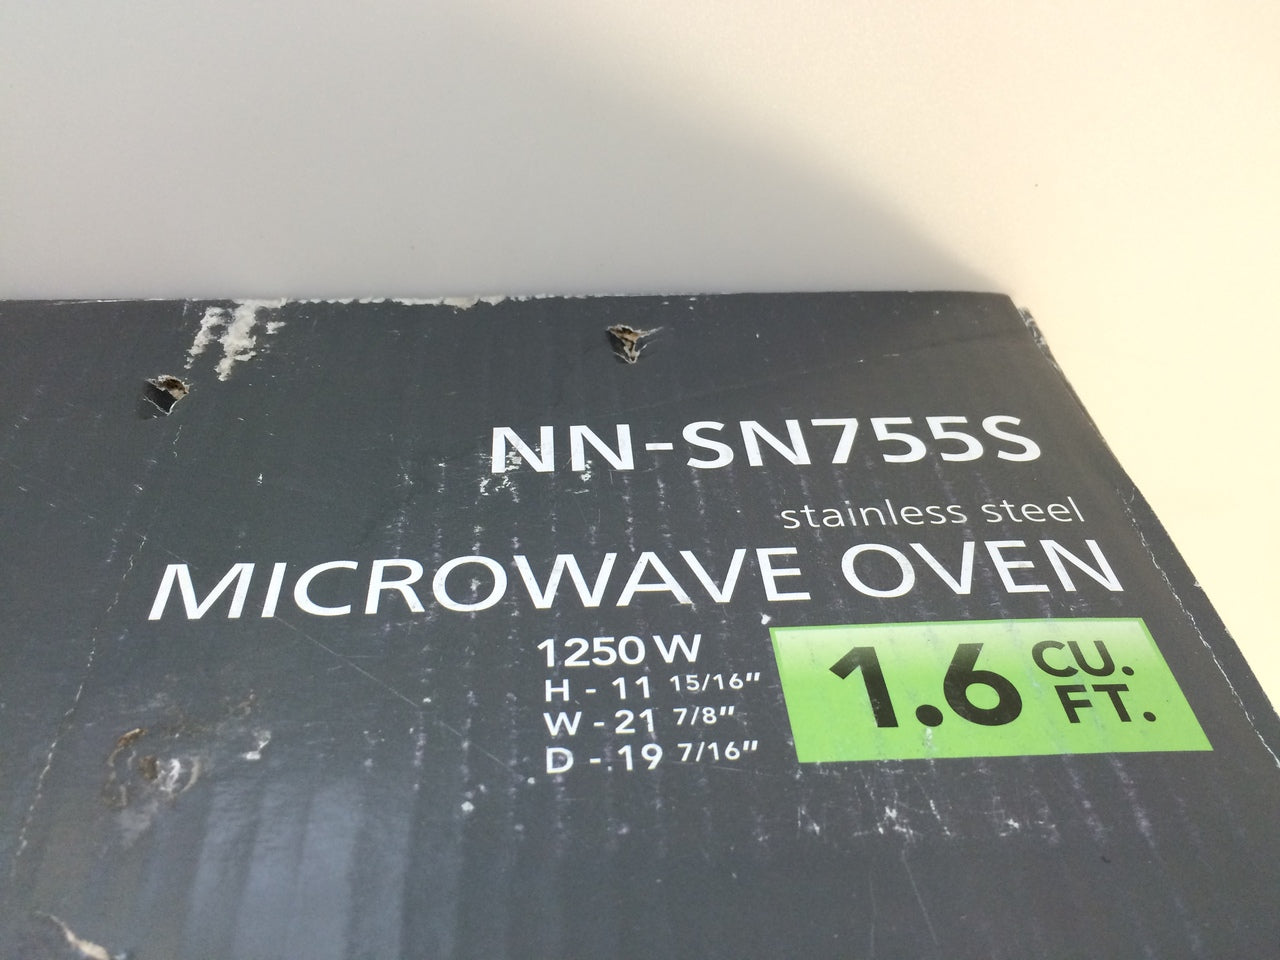 NN-SN755S
stainless steel
MICROWAVE OVEN
1250 W
H - 11 15/16"
W - 21 7/8"
D - 19 7/16"
1.6 CU. FT.